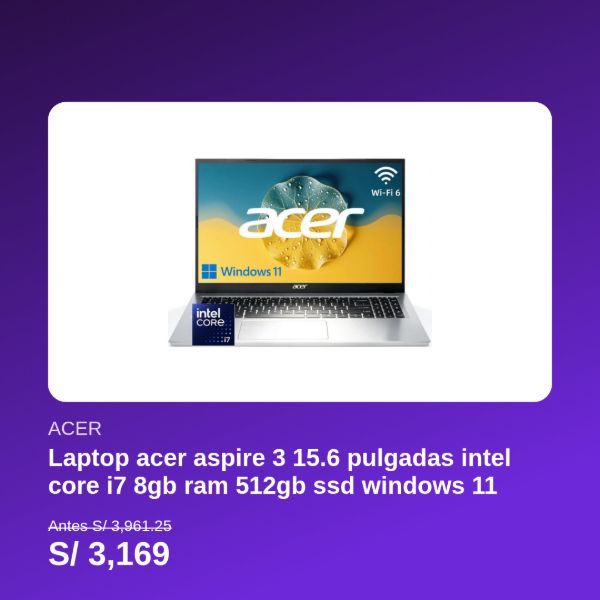 Wi-Fi 6
acer
Windows 11
acer
intel
CORE
i7
ACER
Laptop acer aspire 3 15.6 pulgadas intel
core i7 8gb ram 512gb ssd windows 11
Antes S/ 3,961.25
S/ 3,169